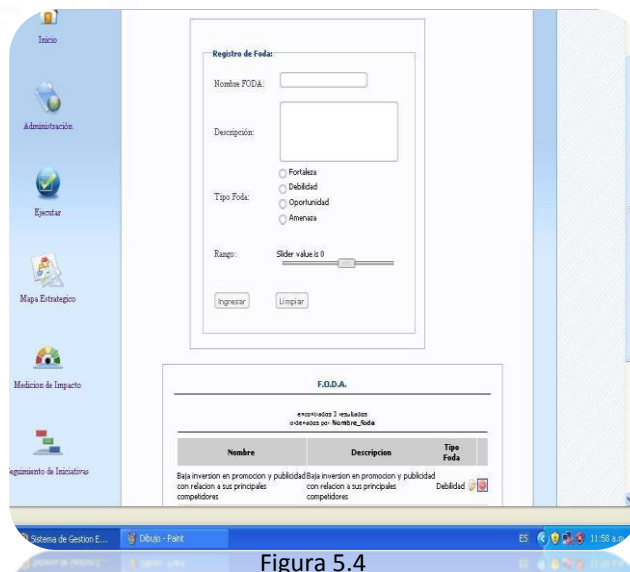 Inicio
Administración
Ejecutar
Mapa Estrategico
Medicion de Impacto
eguimiento de Iniciativas
Registro de Foda:
Nombre FODA:
Descripción:
Tipo Foda:
Fortaleza
Debilidad
Oportunidad
Amenaza
Rango:
Slider value is 0
Ingresar
Limpiar
F.O.D.A.
encontrados 3 resultados
ordenados por Nombre_foda
Nombre Descripcion Tipo Foda
Baja inversion en promocion y publicidad Baja inversion en promocion y publicidad
con relacion a sus principales con relacion a sus principales Debilidad
competidores competidores
Sistema de Gestion E... Dibujo - Paint ES 11:58 a.m.
Figura 5.4